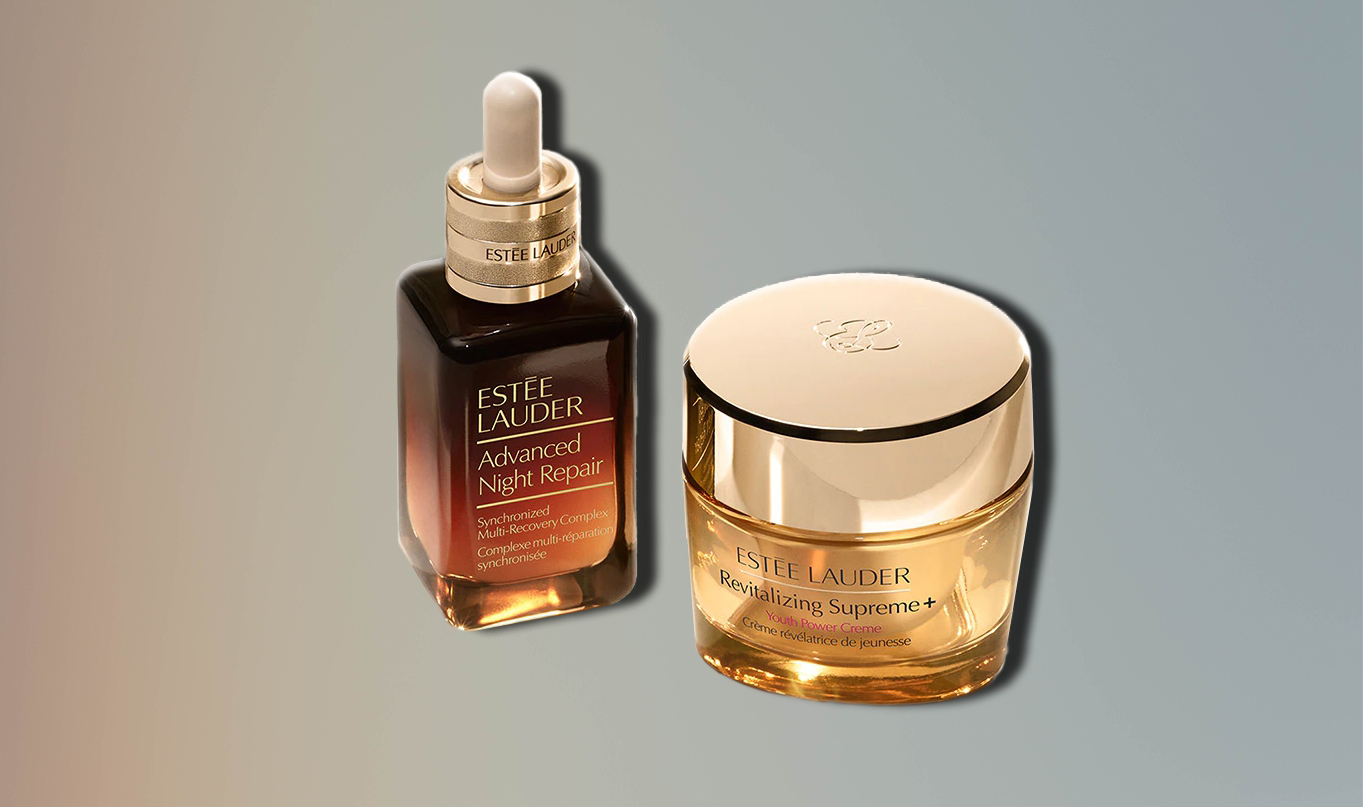 ESTĒE LAUDER
ESTĒE
LAUDER
Advanced
Night Repair
Synchronized
Multi-Recovery Complex
Complexe multi-réparation
synchronisée
EL
ESTĒE LAUDER
Revitalizing Supreme+
Youth Power Creme
Crème révélatrice de jeunesse